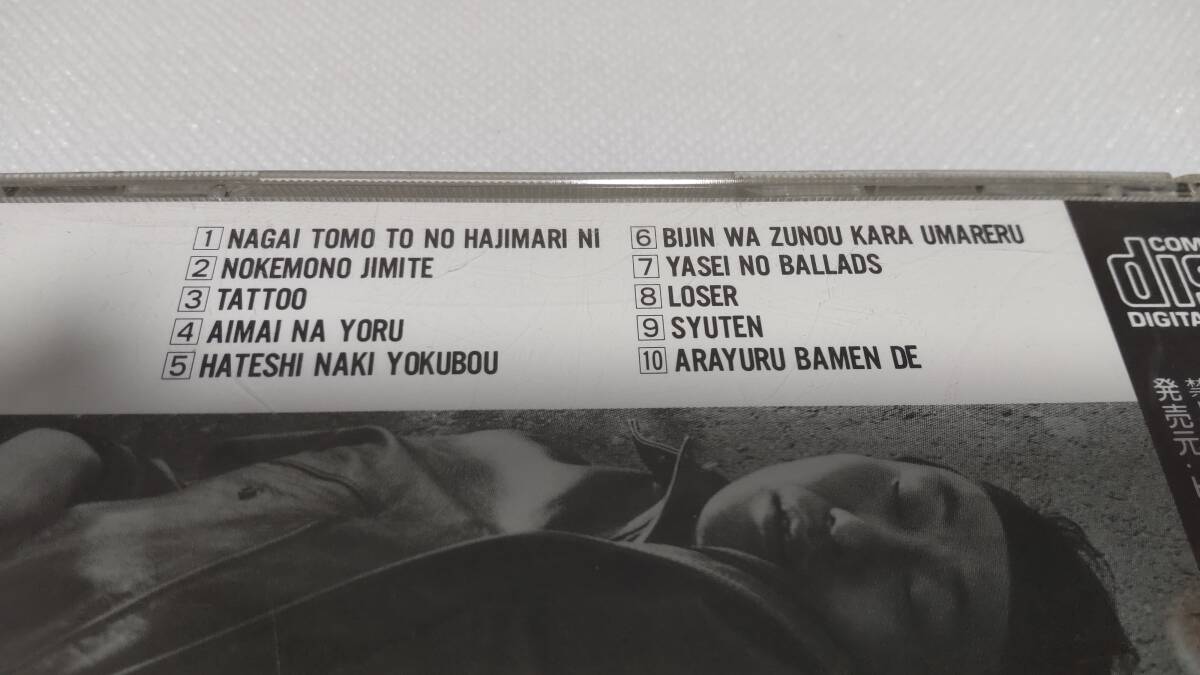 1 NAGAI TOMO TO NO HAJIMARI Ni
2 NOKEMONO JIMITE
3 TATTOO
4 AIMAI NA YORU
5 HATESHI NAKI YOKUBOU
6 BIJIN WA ZUNOU KARA UMARERU
7 YASEI NO BALLADS
8 LOSER
9 SYUTEN
10 ARAYURU BAMEN DE
COM
dis
DIGITA
発売元